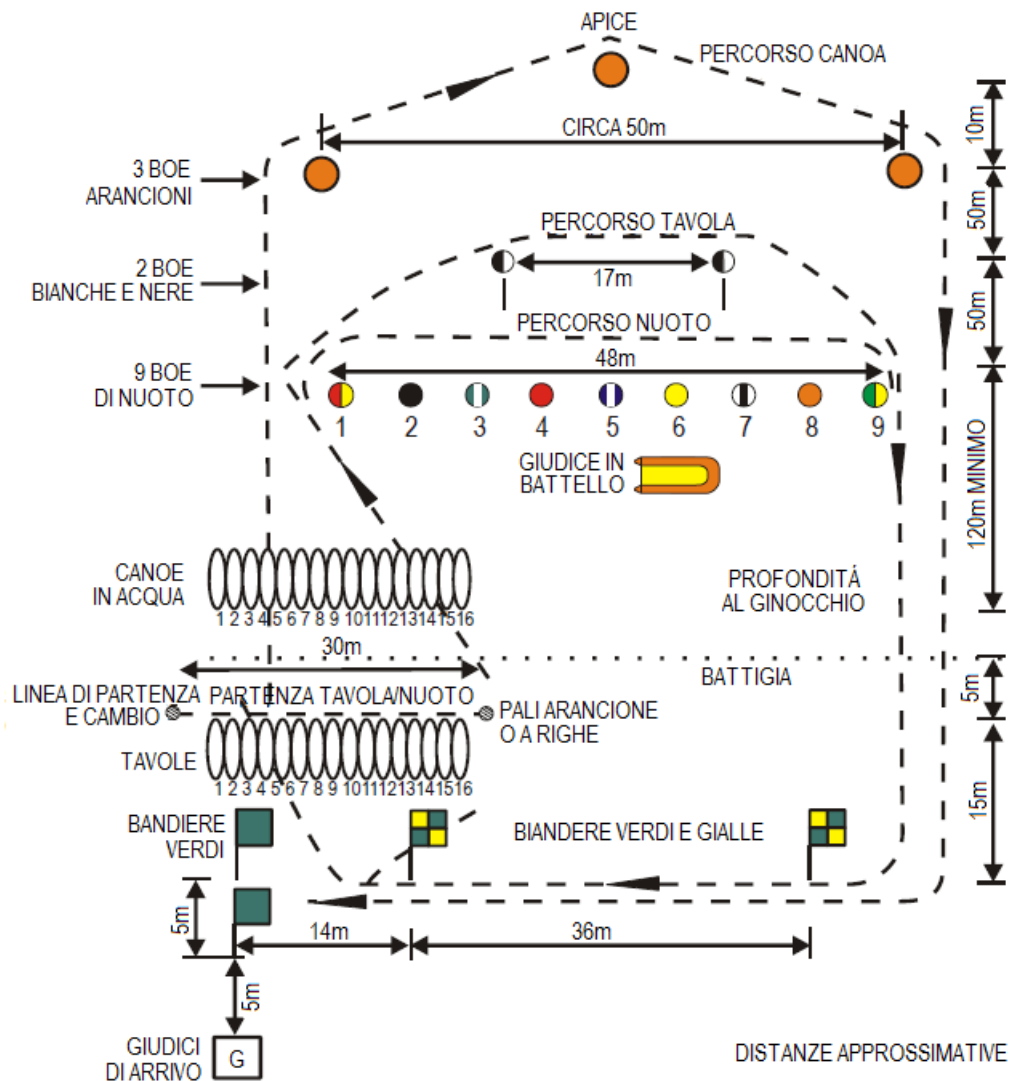 APICE
PERCORSO CANOA
10m
CIRCA 50m
3 BOE
ARANCIONI
50m
PERCORSO TAVOLA
2 BOE
BIANCHE E NERE
17m
50m
PERCORSO NUOTO
48m
9 BOE
DI NUOTO
1 2 3 4 5 6 7 8 9
GIUDICE IN
BATTELLO
120m MINIMO
CANOE
IN ACQUA
PROFONDITÁ
AL GINOCCHIO
1 2 3 4 5 6 7 8 9 10 11 12 13 14 15 16
30m
BATTIGIA
5m
LINEA DI PARTENZA
E CAMBIO
PARTENZA TAVOLA/NUOTO
PALI ARANCIONE
O A RIGHE
TAVOLE
1 2 3 4 5 6 7 8 9 10 11 12 13 14 15 16
15m
BANDIERE
VERDI
BIANDERE VERDI E GIALLE
5m
14m
36m
5m
GIUDICI
DI ARRIVO
G
DISTANZE APPROSSIMATIVE